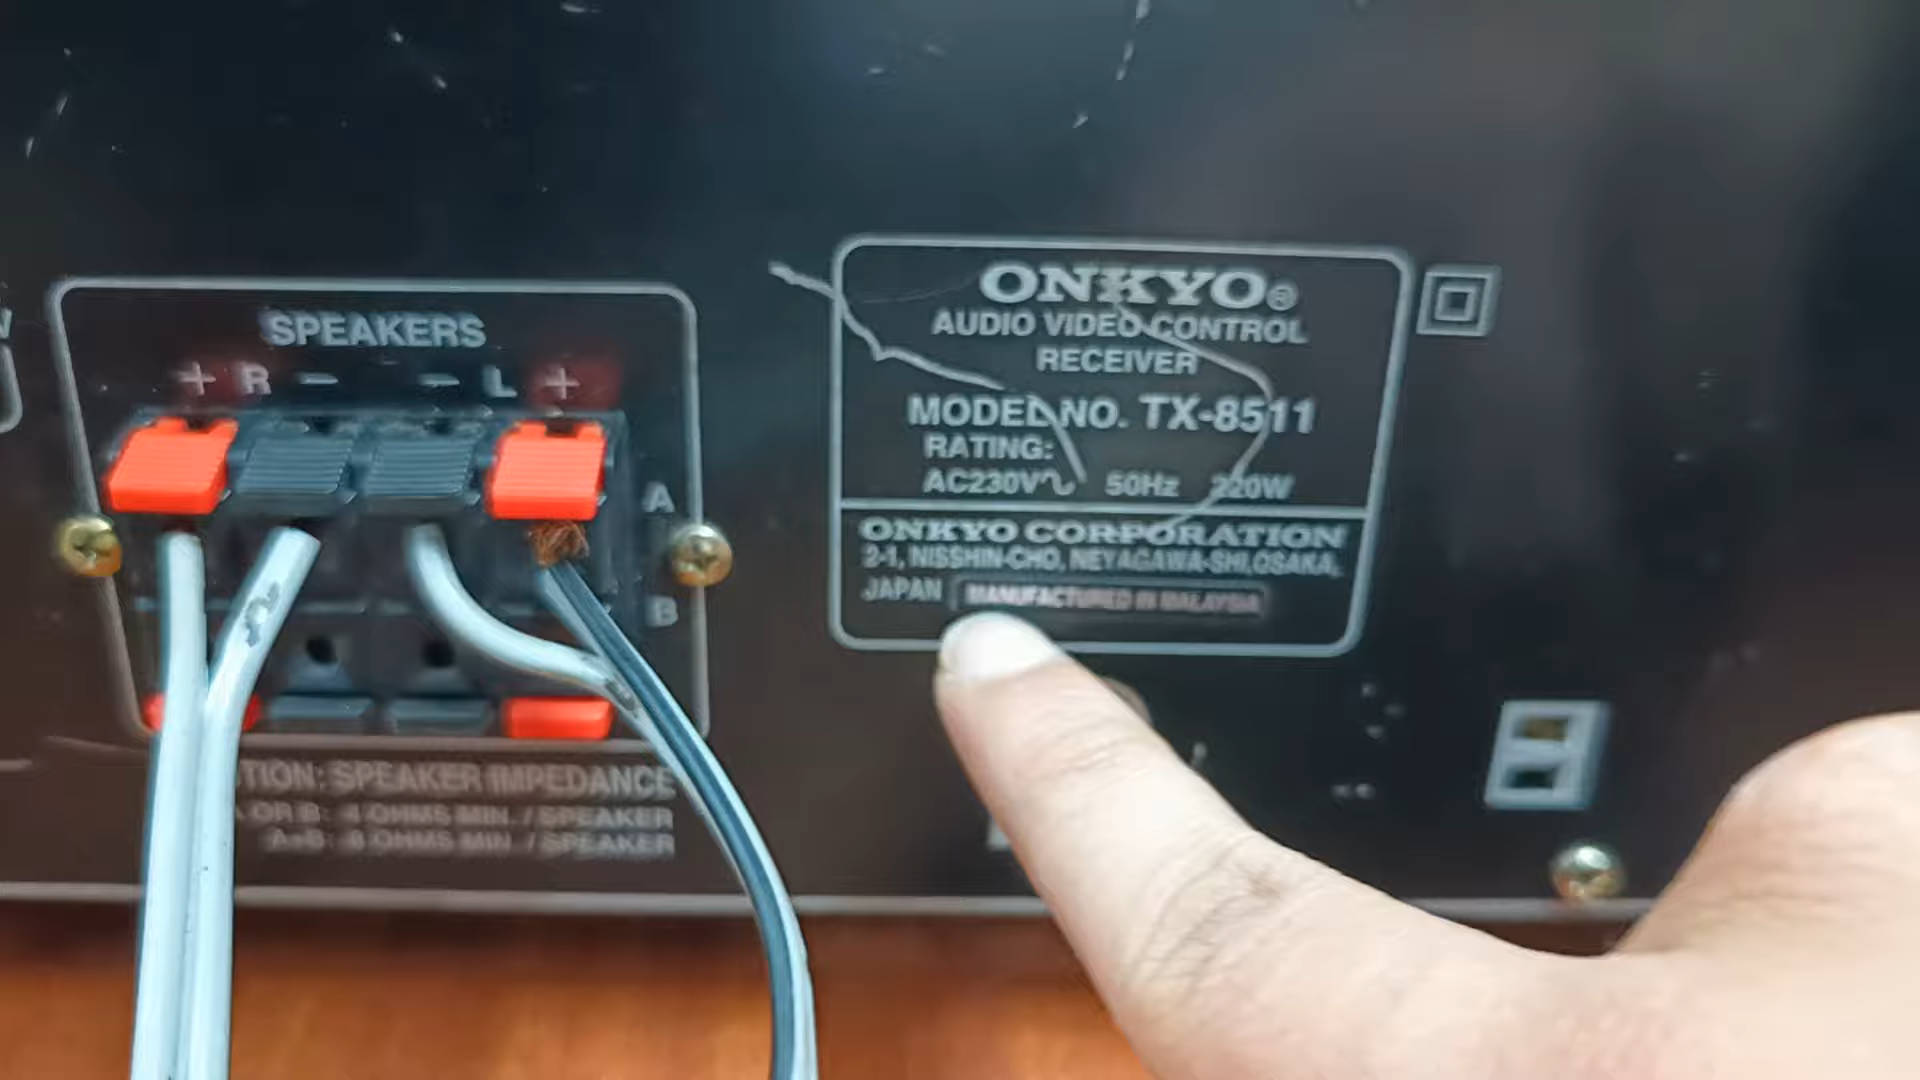 SPEAKERS
+ R − − L +
A
B
TION: SPEAKER IMPEDANCE
OR B: 4 OHMS MIN. / SPEAKER
A+B: 8 OHMS MIN. / SPEAKER
ONKYO®
AUDIO VIDEO CONTROL
RECEIVER
MODEL NO. TX-8511
RATING:
AC230V∿ 50Hz 220W
ONKYO CORPORATION
2-1, NISSHIN-CHO, NEYAGAWA-SHI,OSAKA,
JAPAN MANUFACTURED IN MALAYSIA